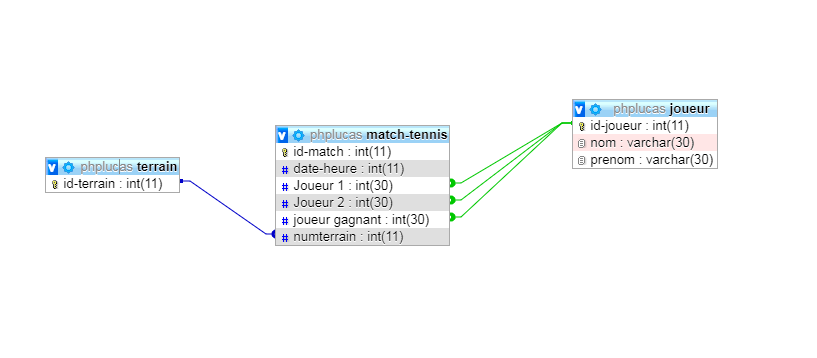 phplucas terrain
id-terrain : int(11)
phplucas match-tennis
id-match : int(11)
date-heure : int(11)
Joueur 1 : int(30)
Joueur 2 : int(30)
joueur gagnant : int(30)
numterrain : int(11)
phplucas joueur
id-joueur : int(11)
nom : varchar(30)
prenom : varchar(30)